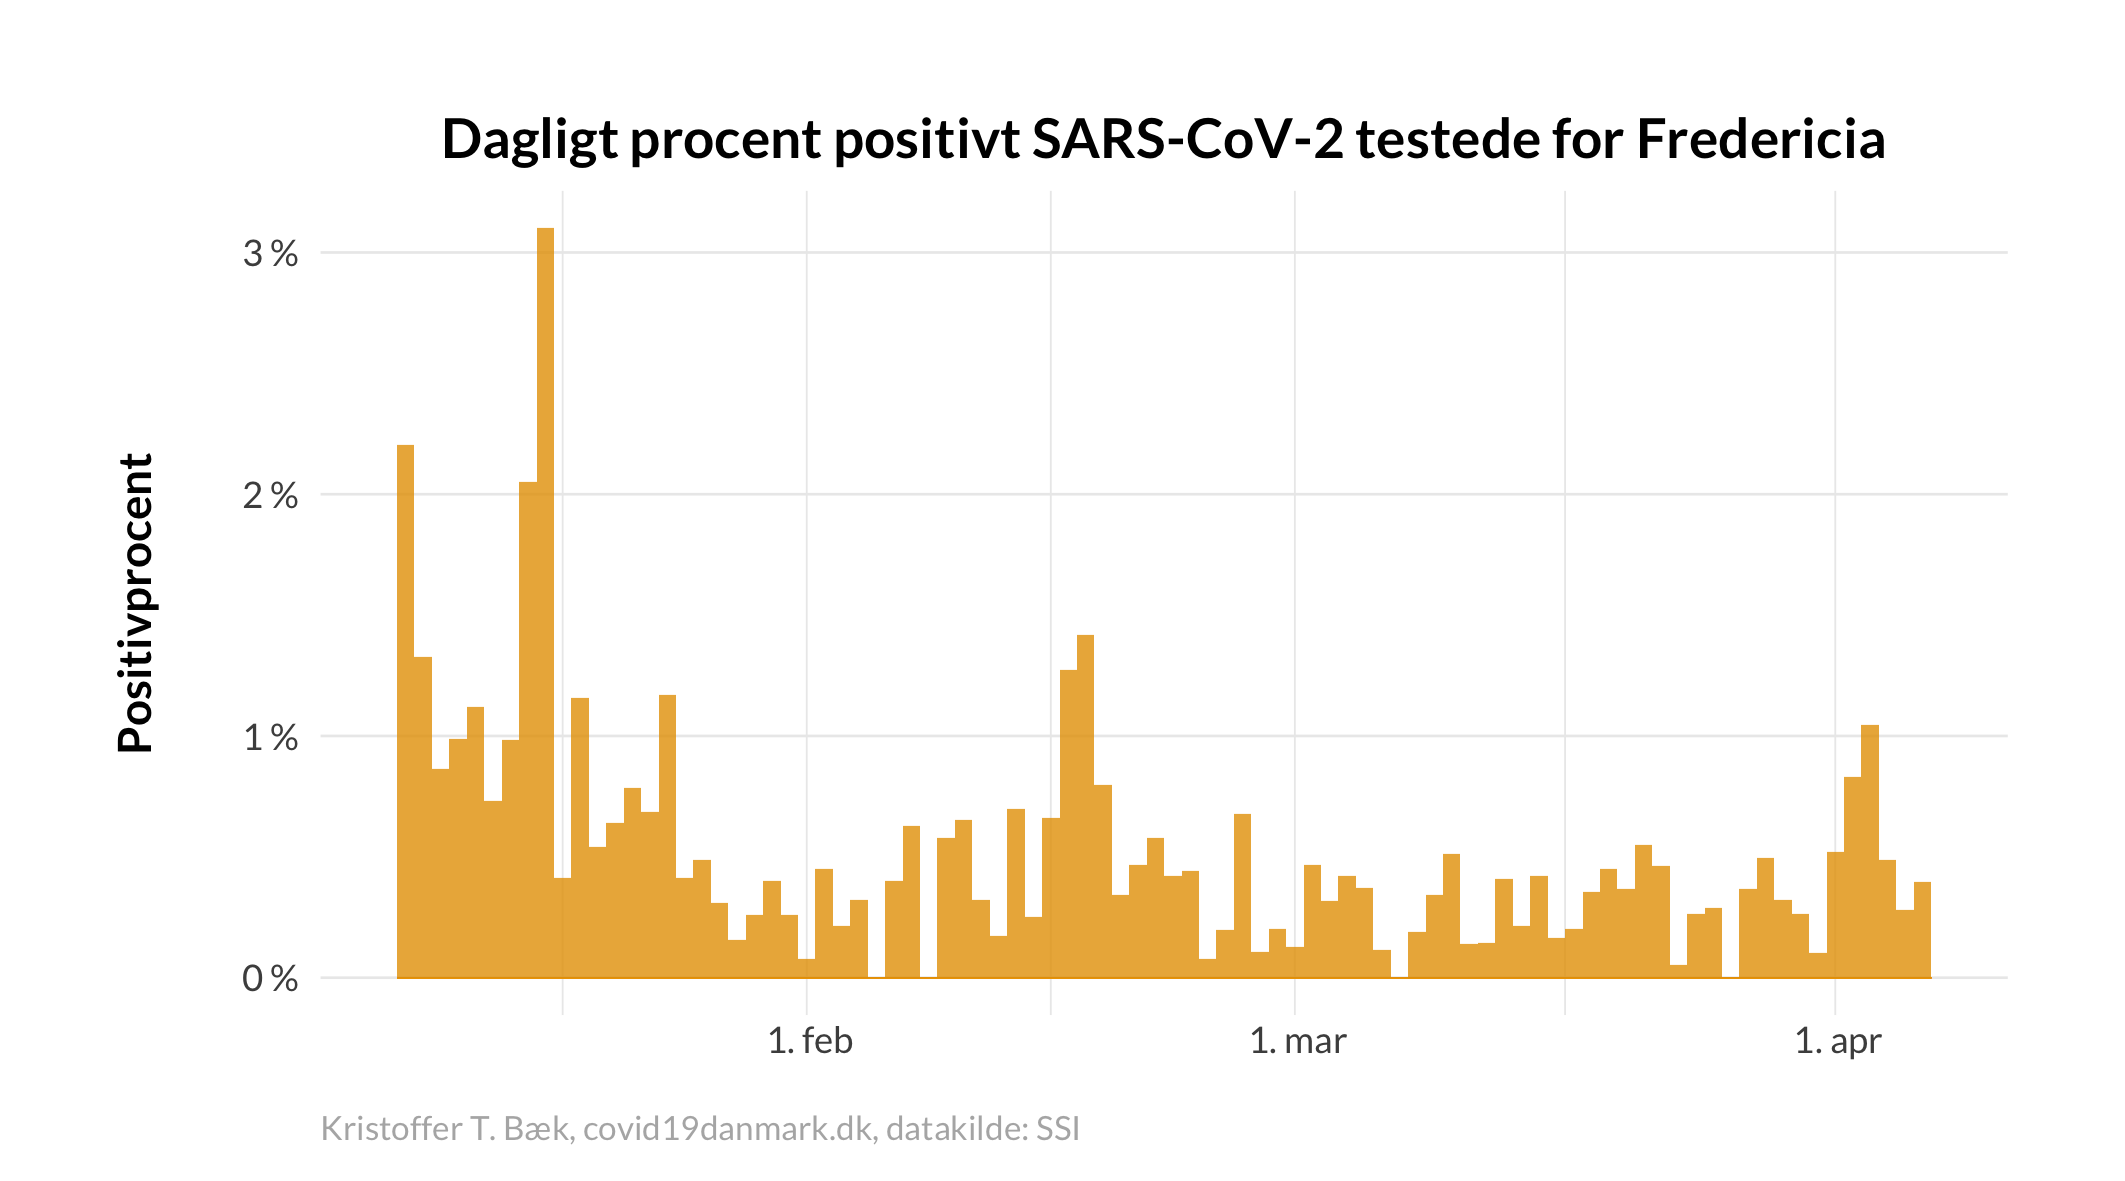 Dagligt procent positivt SARS-CoV-2 testede for Fredericia
Positivprocent
3 %
2 %
1 %
0 %
1. feb
1. mar
1. apr
Kristoffer T. Bæk, covid19danmark.dk, datakilde: SSI